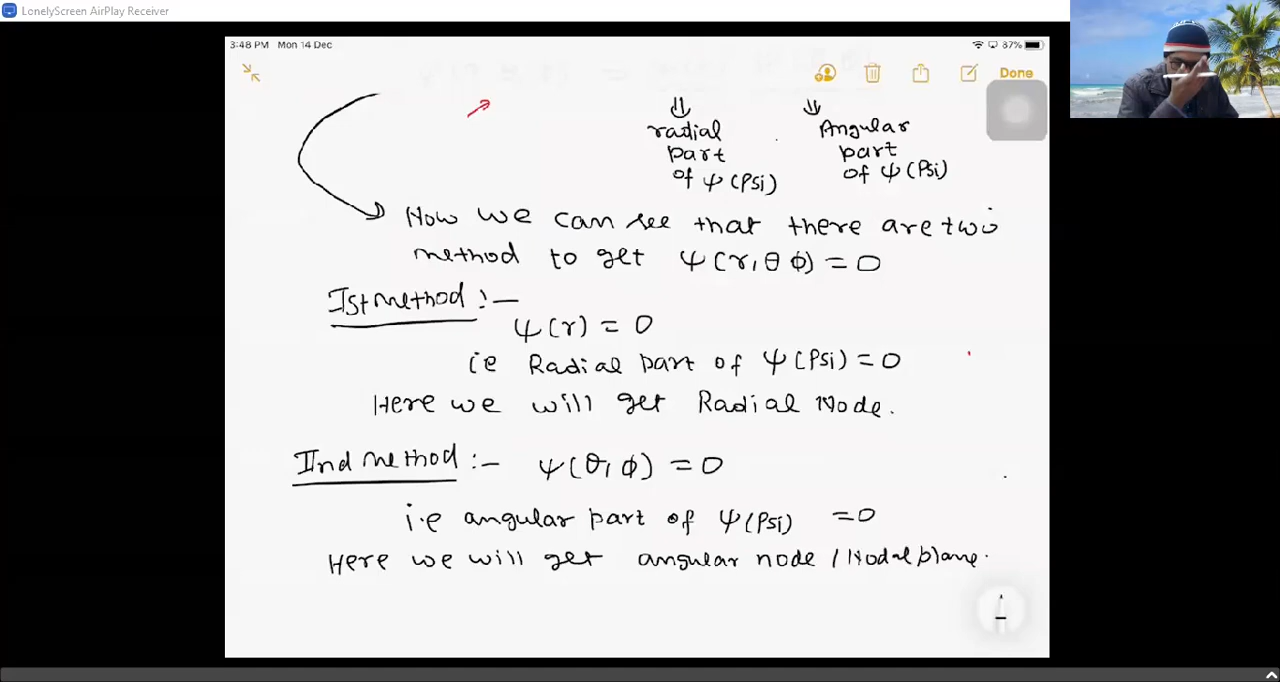 LonelyScreen AirPlay Receiver
3:48 PM Mon 14 Dec
87%
Done
radial part of ψ (Psi)
Angular part of ψ (Psi)
Now we can see that there are two
method to get ψ(r, θ φ) = 0
Ist method :-
ψ(r) = 0
i.e Radial part of ψ (Psi) = 0
Here we will get Radial Node.
IInd method :- ψ(θ, φ) = 0
i.e angular part of ψ (Psi) = 0
Here we will get angular node / Nodal plane.